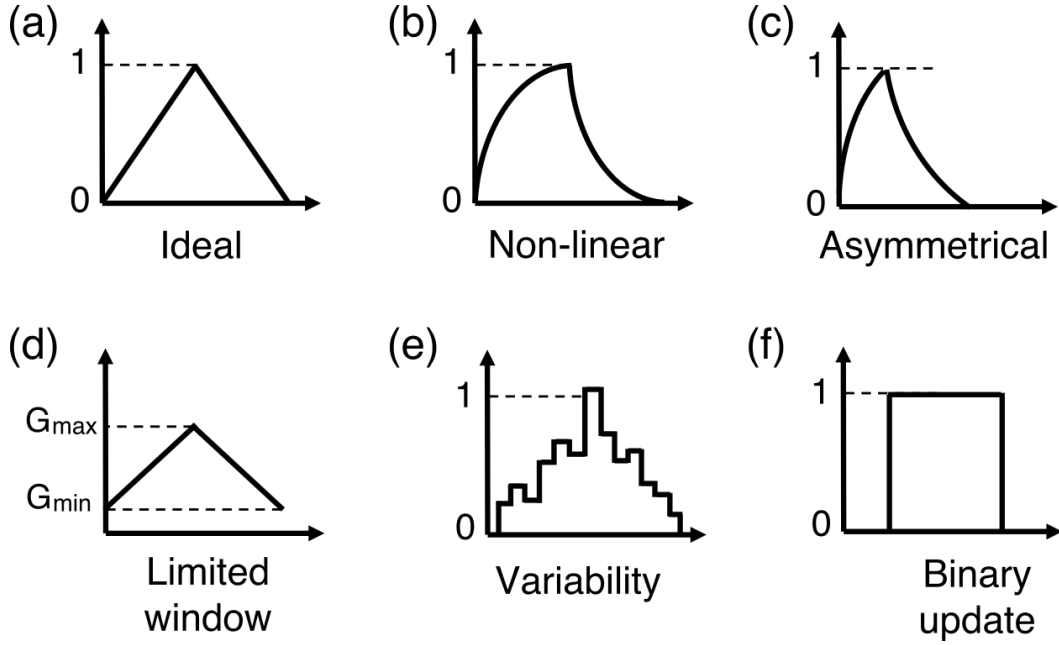 (a)
1
0
Ideal
(b)
1
0
Non-linear
(c)
1
0
Asymmetrical
(d)
Gmax
Gmin
Limited
window
(e)
1
0
Variability
(f)
1
0
Binary
update